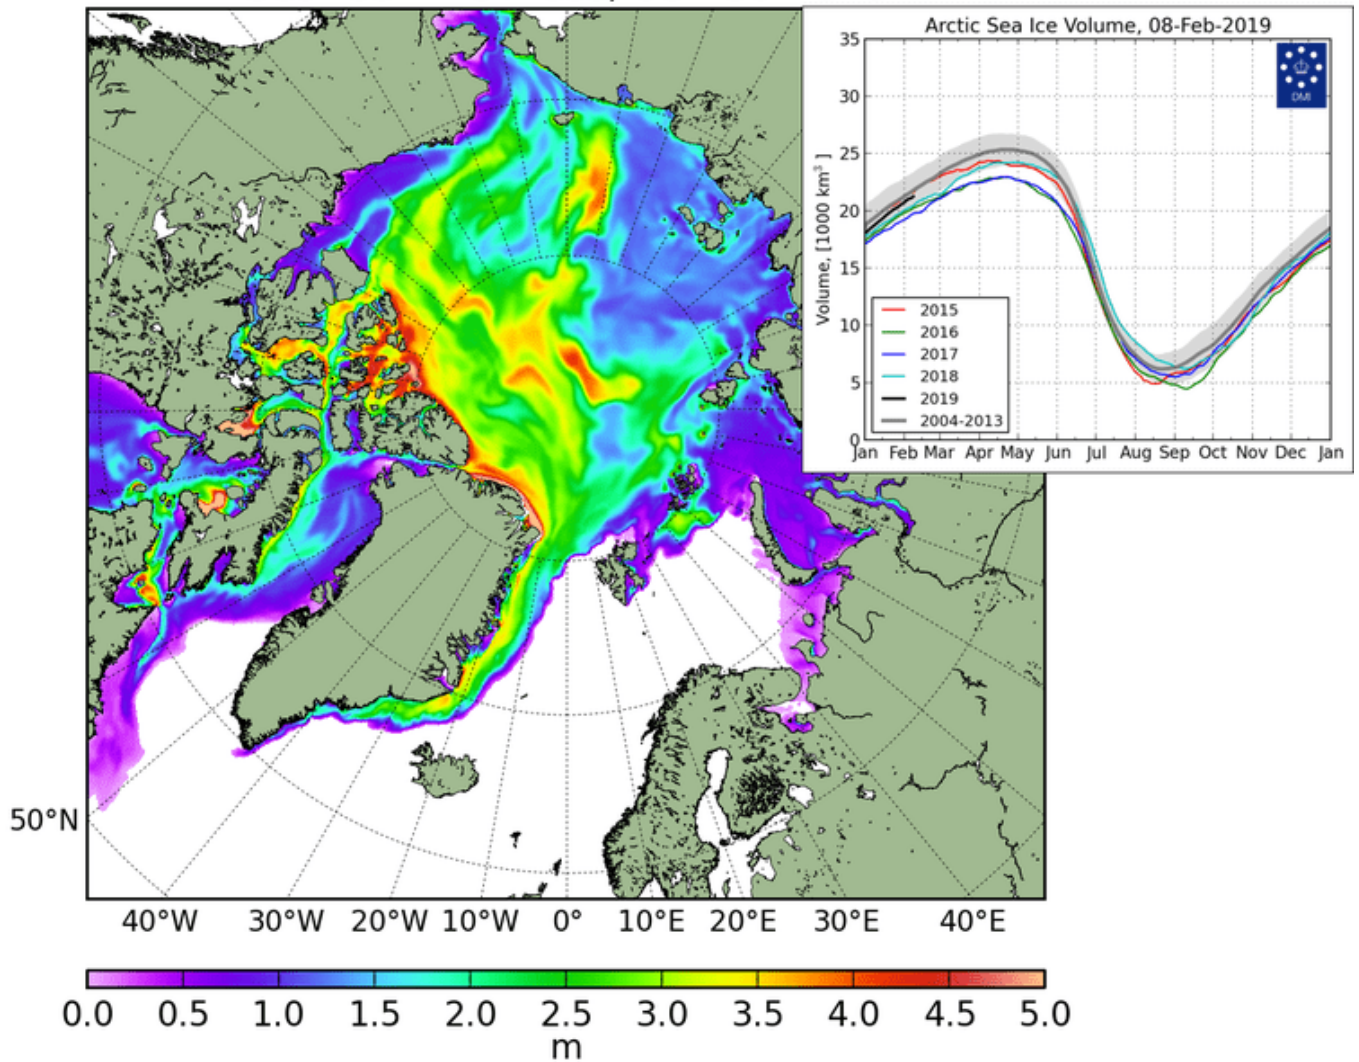 Arctic Sea Ice Volume, 08-Feb-2019
35
30
25
20
15
10
5
0
Volume, [1000 km³ ]
DMI
2015
2016
2017
2018
2019
2004-2013
Jan Feb Mar Apr May Jun Jul Aug Sep Oct Nov Dec Jan
50°N
40°W 30°W 20°W 10°W 0° 10°E 20°E 30°E 40°E
0.0 0.5 1.0 1.5 2.0 2.5 3.0 3.5 4.0 4.5 5.0
m